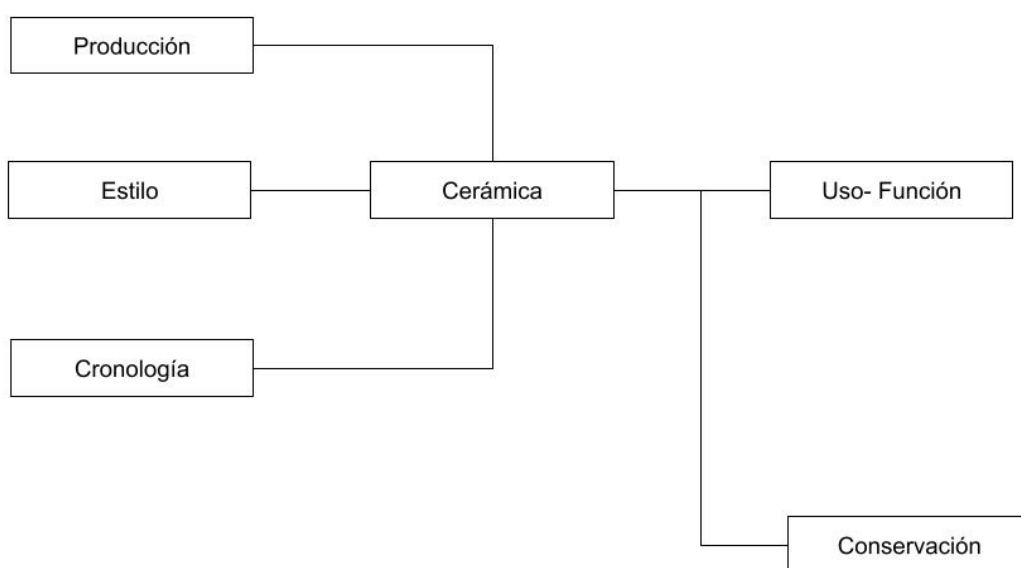 Producción
Estilo
Cerámica
Uso- Función
Cronología
Conservación